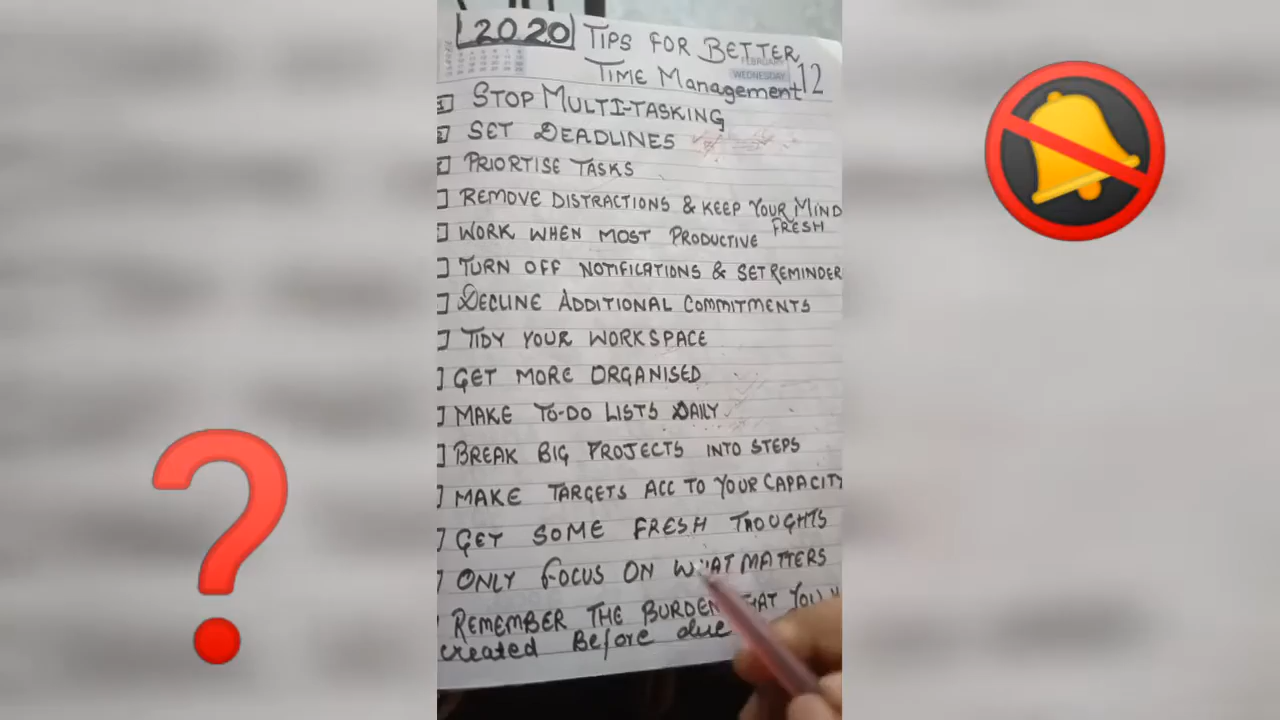 2020 TIPS FOR BETTER
FEBRUARY
WEDNESDAY
TIME Management 12
STOP MULTI-TASKING
SET DEADLINES
PRIORTISE TASKS
REMOVE DISTRACTIONS & KEEP YOUR MIND
FRESH
WORK WHEN MOST PRODUCTIVE
TURN OFF NOTIFICATIONS & SET REMINDER
DECLINE ADDITIONAL COMMITMENTS
TIDY YOUR WORKSPACE
GET MORE ORGANISED
MAKE TO-DO LISTS DAILY
BREAK BIG PROJECTS INTO STEPS
MAKE TARGETS ACC TO YOUR CAPACITY
GET SOME FRESH THOUGHTS
ONLY FOCUS ON WHAT MATTERS
REMEMBER THE BURDEN THAT YOU
created Before due